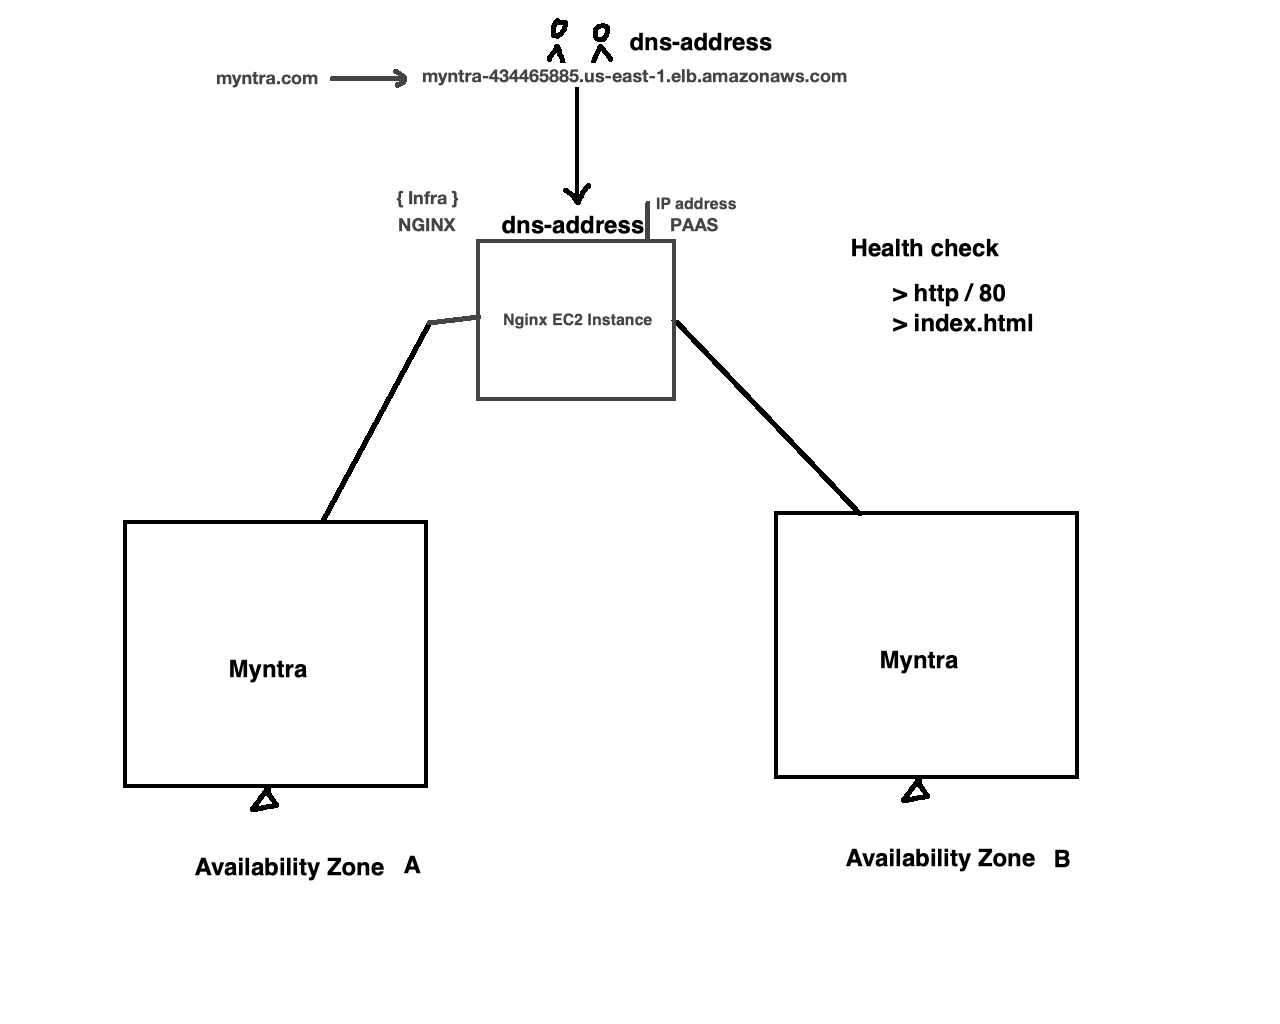 dns-address
myntra.com
myntra-434465885.us-east-1.elb.amazonaws.com
{ Infra }
NGINX
dns-address
IP address
PAAS
Nginx EC2 Instance
Health check
> http / 80
> index.html
Myntra
Myntra
Availability Zone A
Availability Zone B